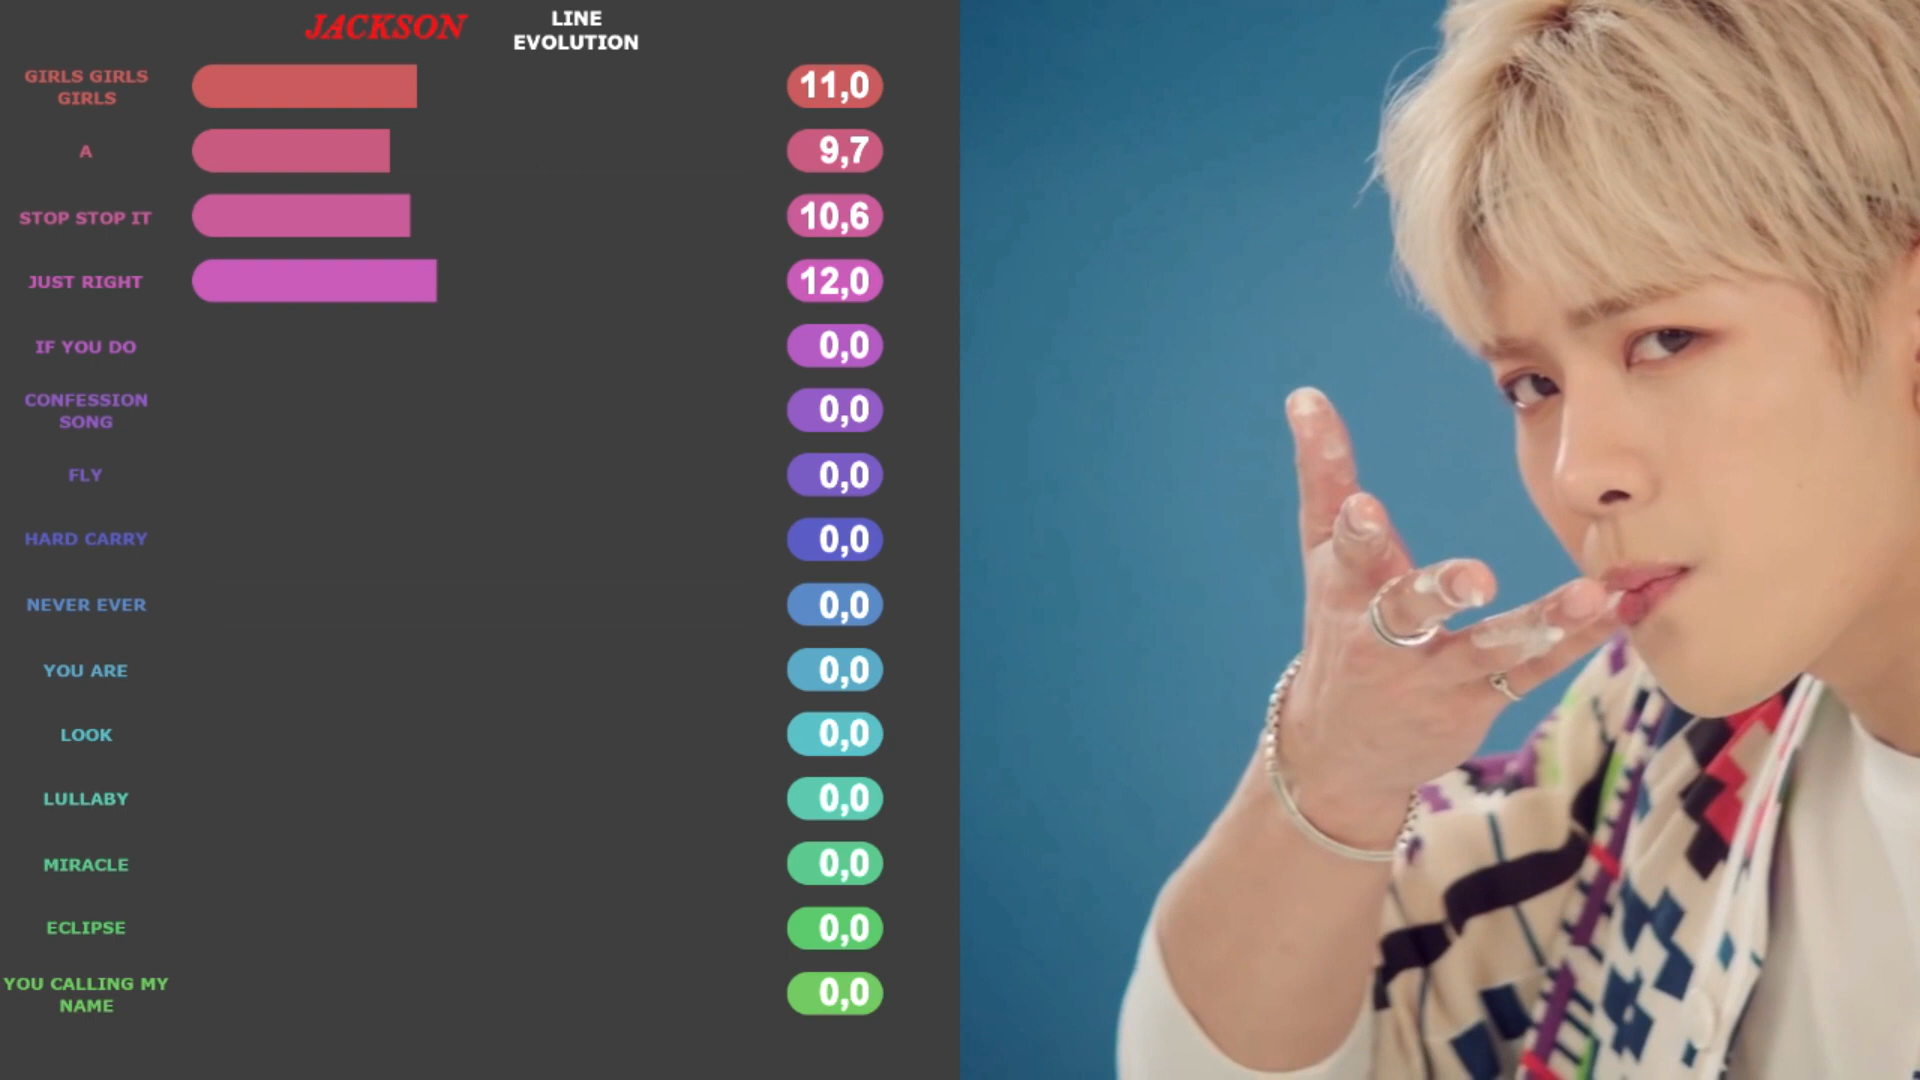 JACKSON
LINE
EVOLUTION
GIRLS GIRLS
GIRLS
11,0
A
9,7
STOP STOP IT
10,6
JUST RIGHT
12,0
IF YOU DO
0,0
CONFESSION
SONG
0,0
FLY
0,0
HARD CARRY
0,0
NEVER EVER
0,0
YOU ARE
0,0
LOOK
0,0
LULLABY
0,0
MIRACLE
0,0
ECLIPSE
0,0
YOU CALLING MY
NAME
0,0